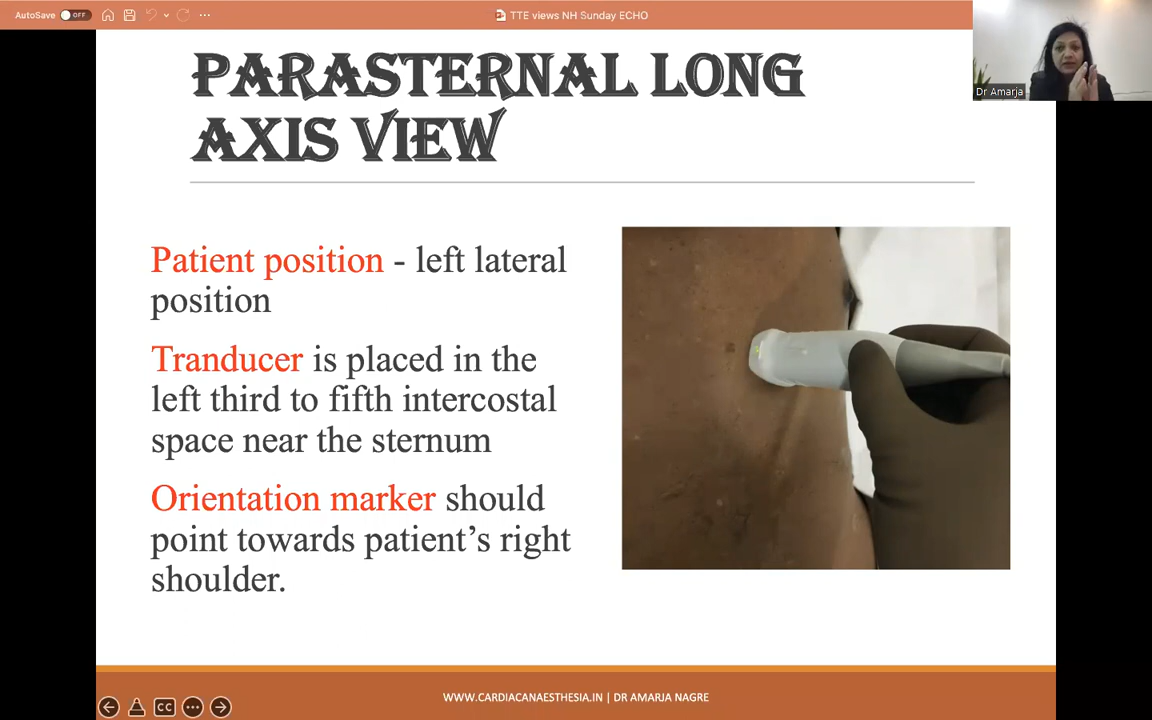 AutoSave OFF
TTE views NH Sunday ECHO
Dr Amarja
PARASTERNAL LONG
AXIS VIEW
Patient position - left lateral
position
Tranducer is placed in the
left third to fifth intercostal
space near the sternum
Orientation marker should
point towards patient’s right
shoulder.
WWW.CARDIACANAESTHESIA.IN | DR AMARJA NAGRE
CC